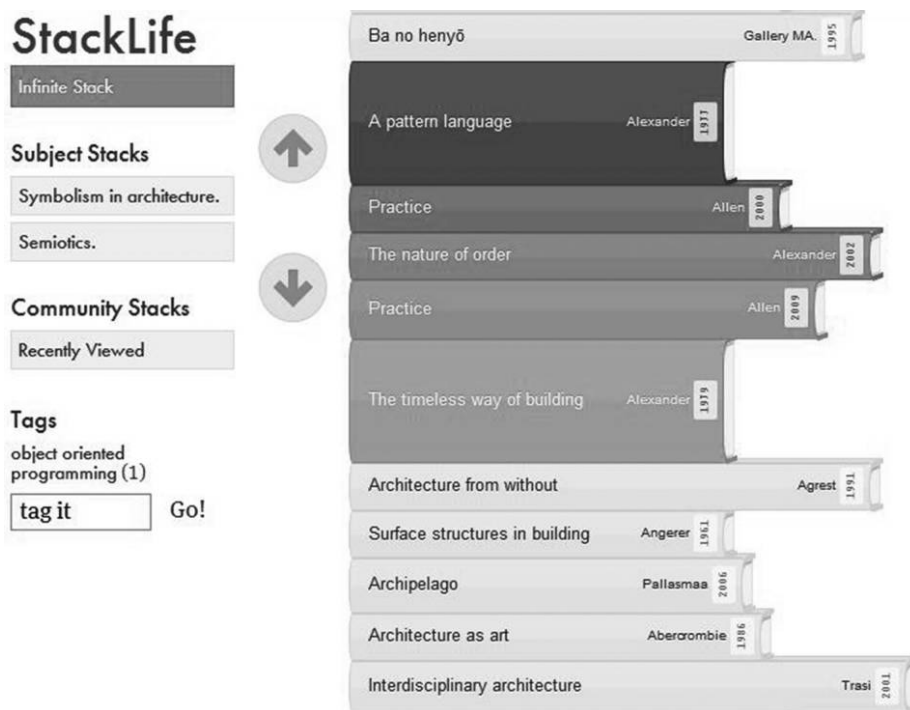 StackLife
Infinite Stack
Subject Stacks
Symbolism in architecture.
Semiotics.
Community Stacks
Recently Viewed
Tags
object oriented
programming (1)
tag it Go!
Ba no henyō Gallery MA. 1995
A pattern language Alexander 1977
Practice Allen 2000
The nature of order Alexander 2002
Practice Allen 2009
The timeless way of building Alexander 1979
Architecture from without Agrest 1991
Surface structures in building Angerer 1961
Archipelago Pallasmaa 2006
Architecture as art Abercrombie 1986
Interdisciplinary architecture Trasi 2001